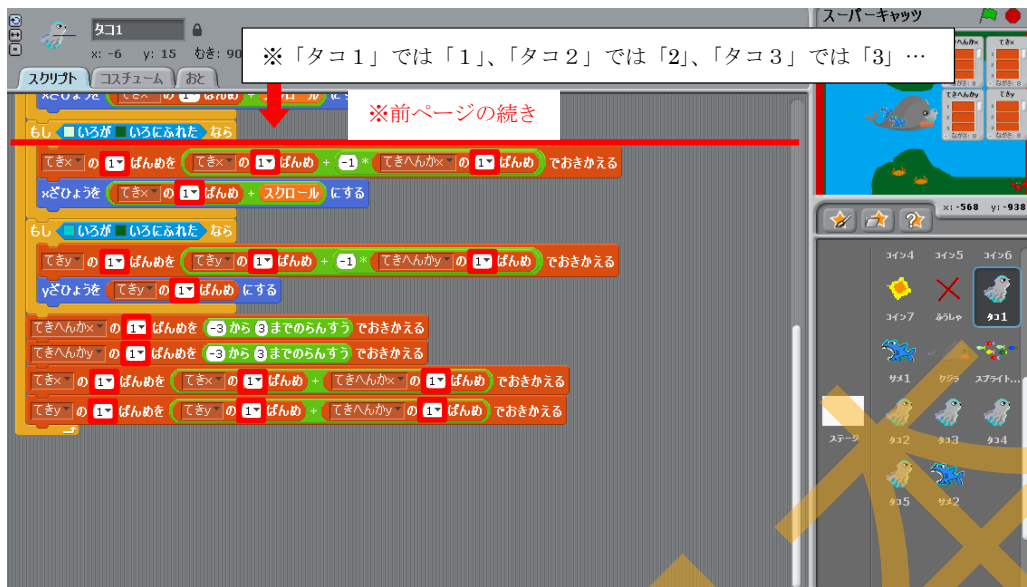 スーパーキャッツ
タコ1
x: -6 y: 15 むき: 90
※「タコ１」では「1」、「タコ２」では「2」、「タコ３」では「3」…
スクリプト コスチューム おと
※前ページの続き
もし いろが いろにふれた なら
てきx の 1 ばんめを てきx の 1 ばんめ + -1 * てきへんかx の 1 ばんめ でおきかえる
xざひょうを てきx の 1 ばんめ + スクロール にする
もし いろが いろにふれた なら
てきy の 1 ばんめを てきy の 1 ばんめ + -1 * てきへんかy の 1 ばんめ でおきかえる
yざひょうを てきy の 1 ばんめ にする
てきへんかx の 1 ばんめを -3 から 3 までのらんすう でおきかえる
てきへんかy の 1 ばんめを -3 から 3 までのらんすう でおきかえる
てきx の 1 ばんめを てきx の 1 ばんめ + てきへんかx の 1 ばんめ でおきかえる
てきy の 1 ばんめを てきy の 1 ばんめ + てきへんかy の 1 ばんめ でおきかえる
てきx
てきへんかy てきy
x: -568 y: -938
コイン4 コイン5 コイン6
コイン7 ふうしゃ タコ1
サメ1 クジラ スプライト...
ステージ タコ2 タコ3 タコ4
タコ5 サメ2